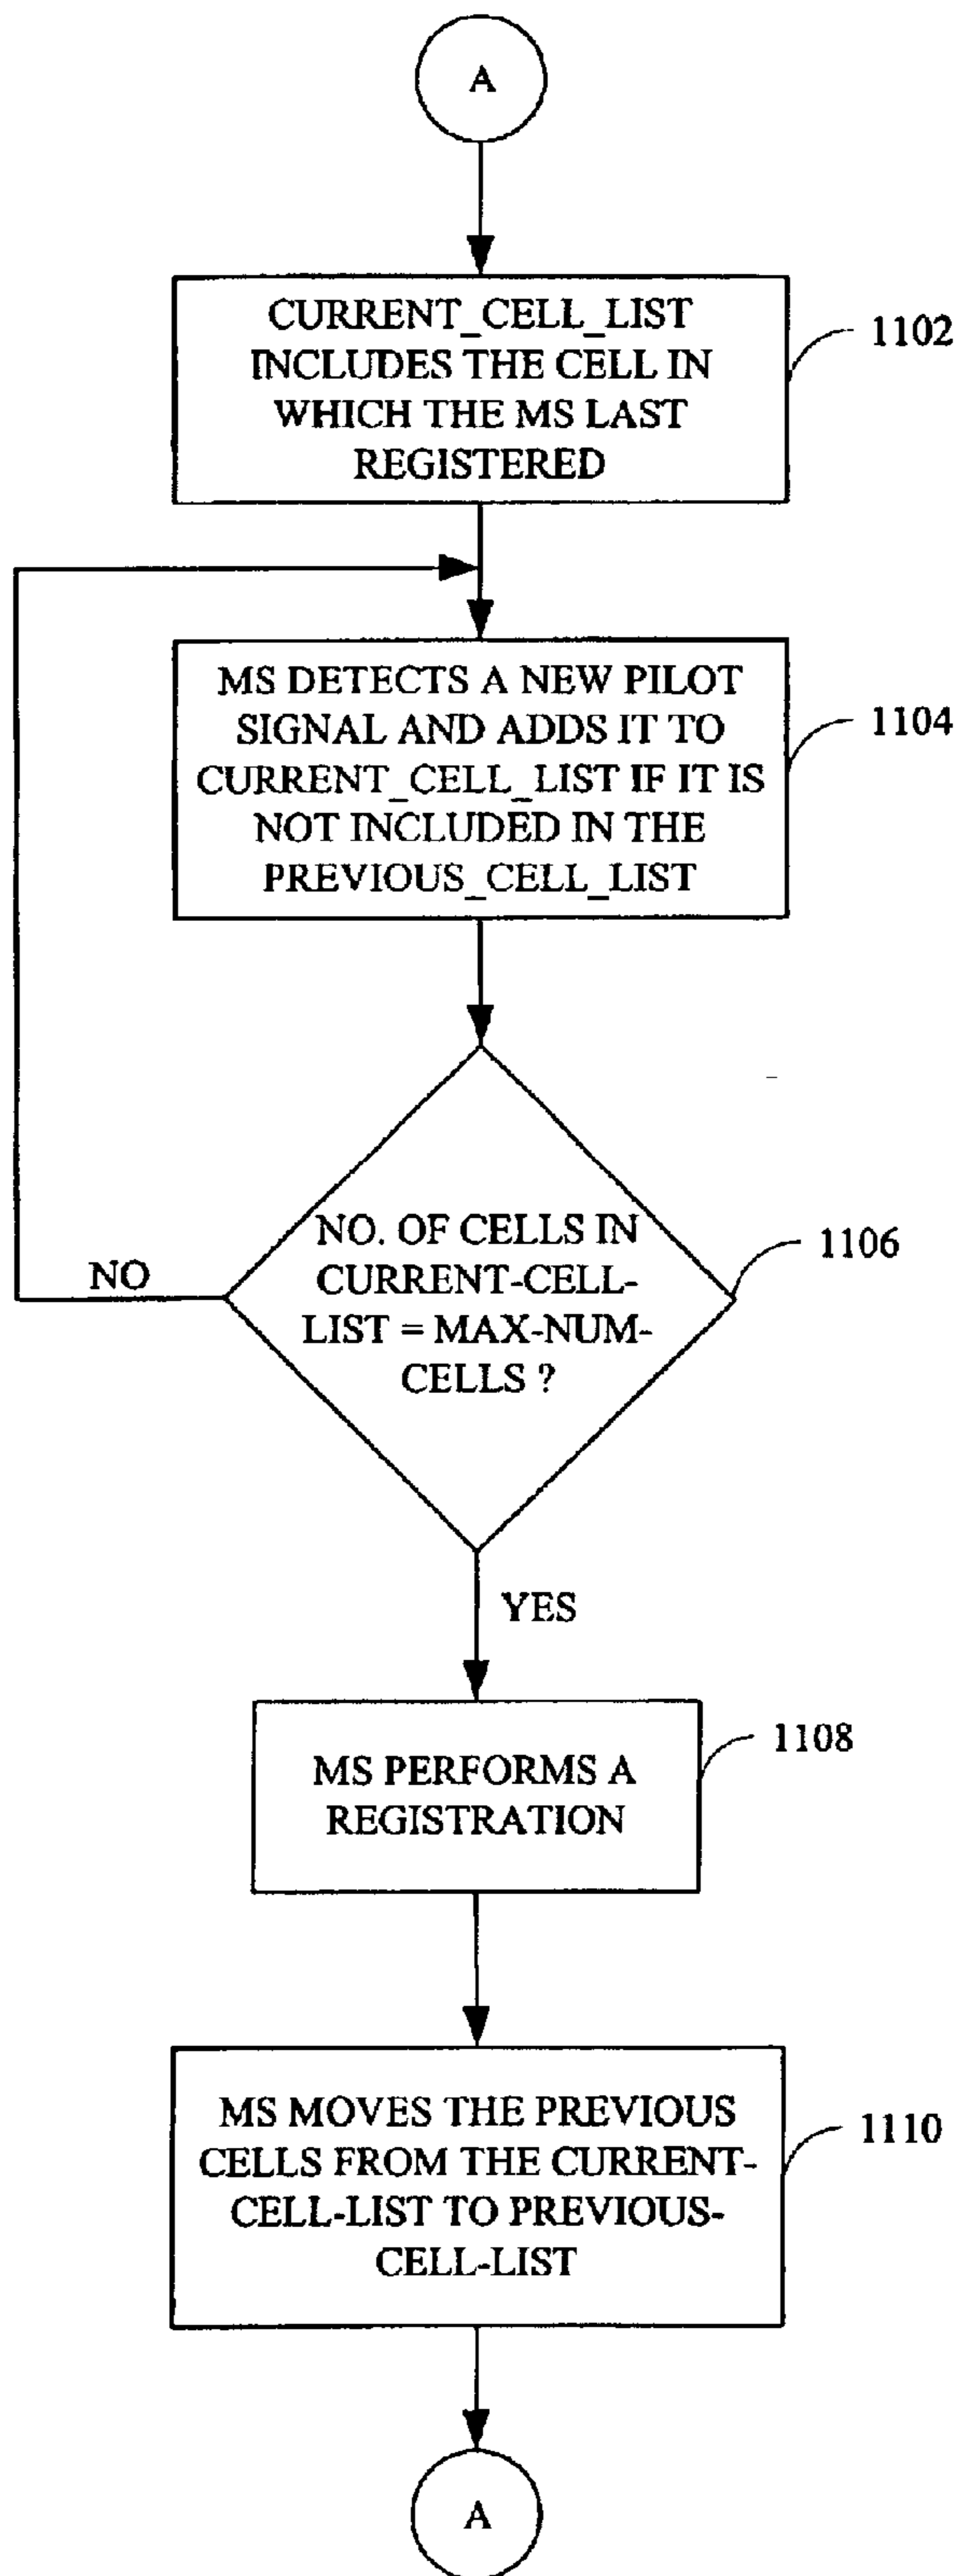 A
CURRENT_CELL_LIST
INCLUDES THE CELL IN
WHICH THE MS LAST
REGISTERED
1102
MS DETECTS A NEW PILOT
SIGNAL AND ADDS IT TO
CURRENT_CELL_LIST IF IT IS
NOT INCLUDED IN THE
PREVIOUS_CELL_LIST
1104
NO. OF CELLS IN
CURRENT-CELL-
LIST = MAX-NUM-
CELLS ?
1106
NO
YES
MS PERFORMS A
REGISTRATION
1108
MS MOVES THE PREVIOUS
CELLS FROM THE CURRENT-
CELL-LIST TO PREVIOUS-
CELL-LIST
1110
A